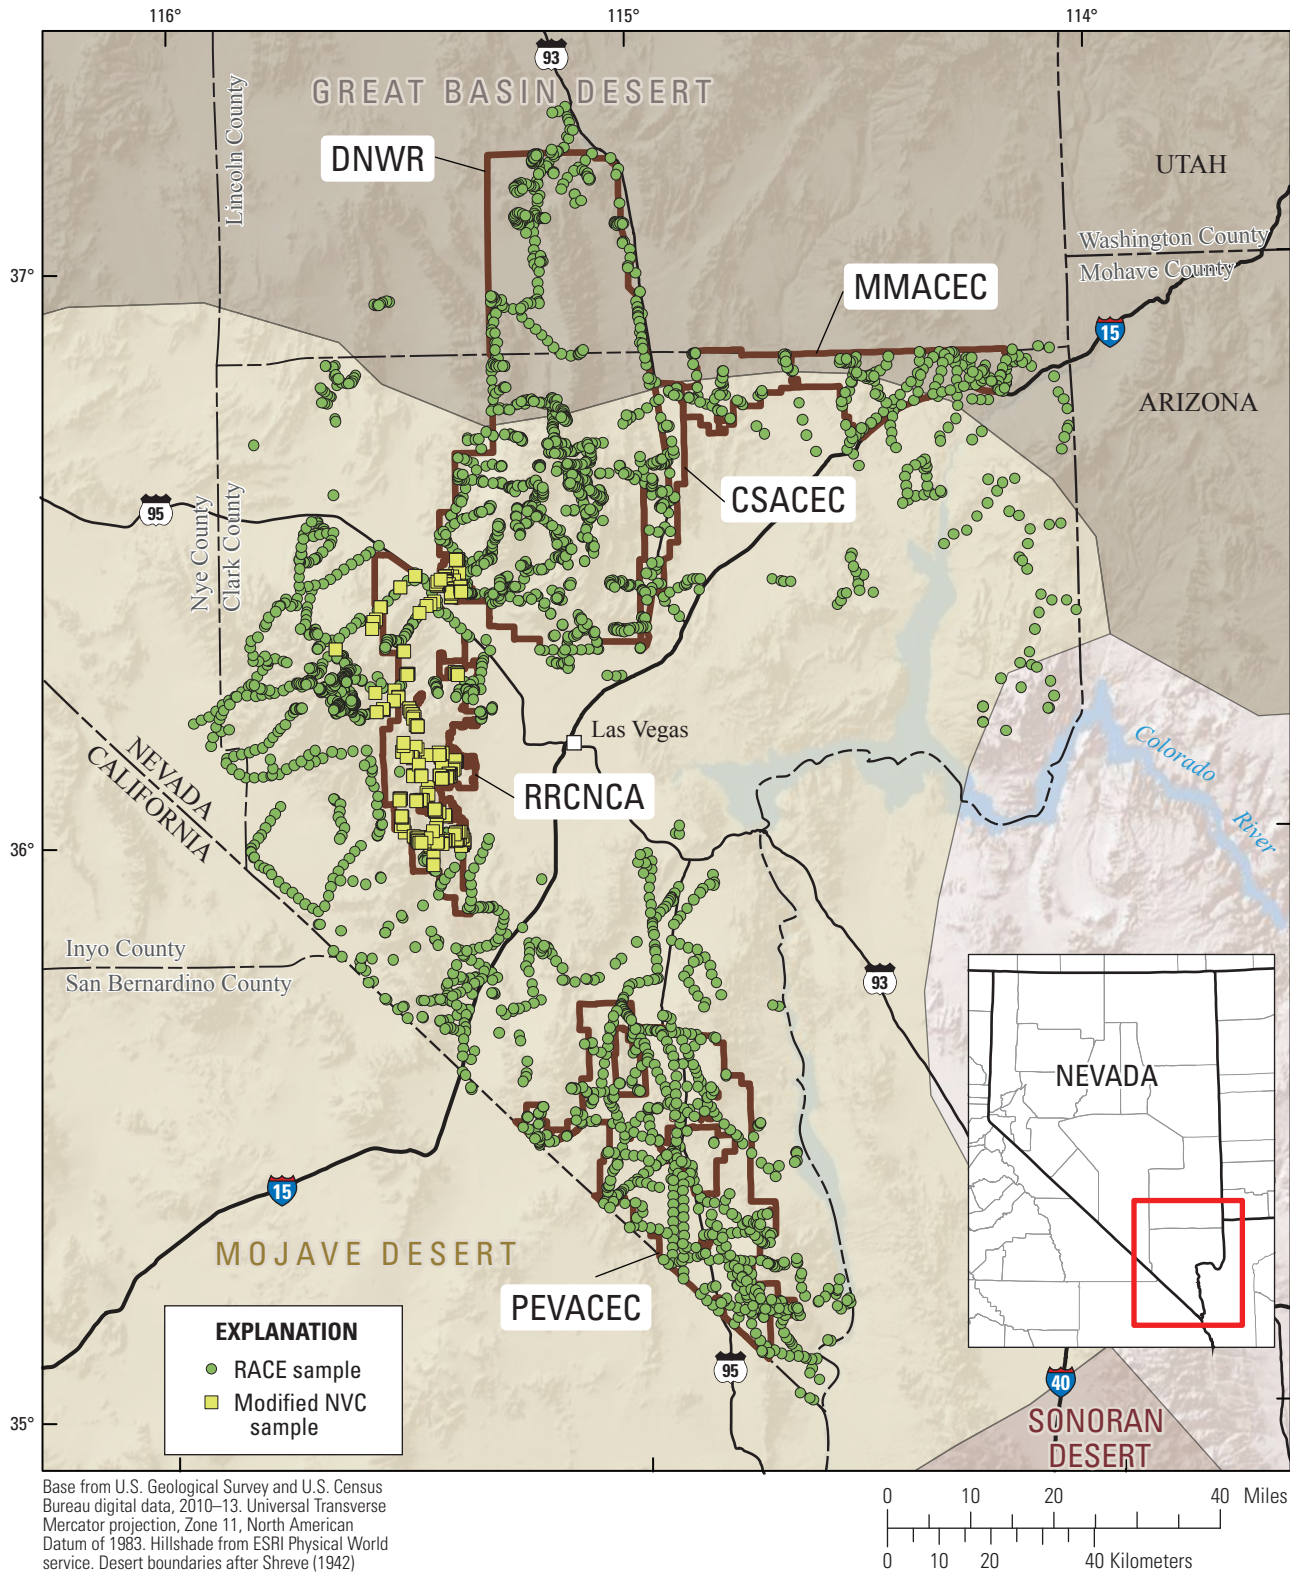 116°
115°
114°
93
GREAT BASIN DESERT
Lincoln County
DNWR
UTAH
Washington County
Mohave County
37°
MMACEC
15
ARIZONA
95
CSACEC
Nye County
Clark County
Las Vegas
NEVADA
CALIFORNIA
Colorado
River
RRCNCA
36°
Inyo County
San Bernardino County
93
NEVADA
15
MOJAVE DESERT
PEVACEC
EXPLANATION
RACE sample
Modified NVC
sample
95
40
35°
SONORAN
DESERT
Base from U.S. Geological Survey and U.S. Census
Bureau digital data, 2010–13. Universal Transverse
Mercator projection, Zone 11, North American
Datum of 1983. Hillshade from ESRI Physical World
service. Desert boundaries after Shreve (1942)
0 10 20 40 Miles
0 10 20 40 Kilometers